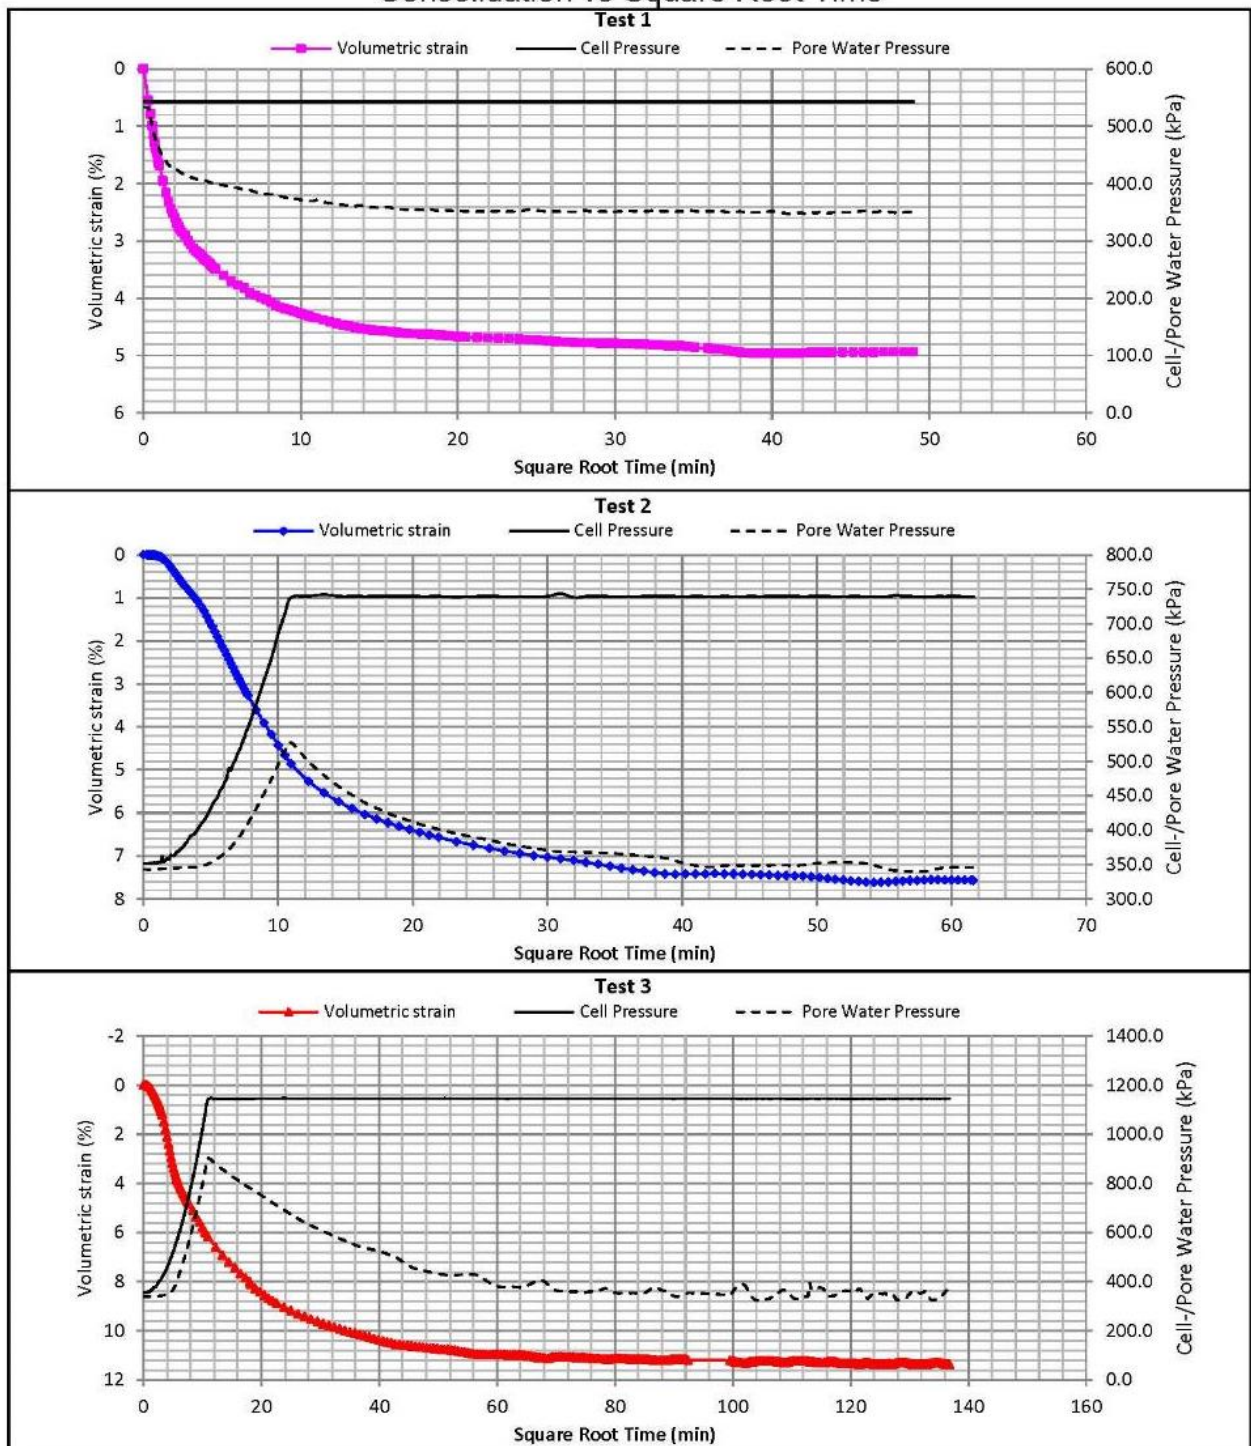 Consolidation vs Square Root Time
Test 1
Volumetric strain Cell Pressure Pore Water Pressure
0 600.0
1 500.0
2 400.0
3 300.0
4 200.0
5 100.0
6 0.0
Volumetric strain (%)
Cell-/Pore Water Pressure (kPa)
0 10 20 30 40 50 60
Square Root Time (min)
Test 2
Volumetric strain Cell Pressure Pore Water Pressure
0 800.0
750.0
1 700.0
2 650.0
3 600.0
4 550.0
5 500.0
6 450.0
400.0
7 350.0
8 300.0
Volumetric strain (%)
Cell-/Pore Water Pressure (kPa)
0 10 20 30 40 50 60 70
Square Root Time (min)
Test 3
Volumetric strain Cell Pressure Pore Water Pressure
-2 1400.0
0 1200.0
2 1000.0
4 800.0
6 600.0
8 400.0
10 200.0
12 0.0
Volumetric strain (%)
Cell-/Pore Water Pressure (kPa)
0 20 40 60 80 100 120 140 160
Square Root Time (min)